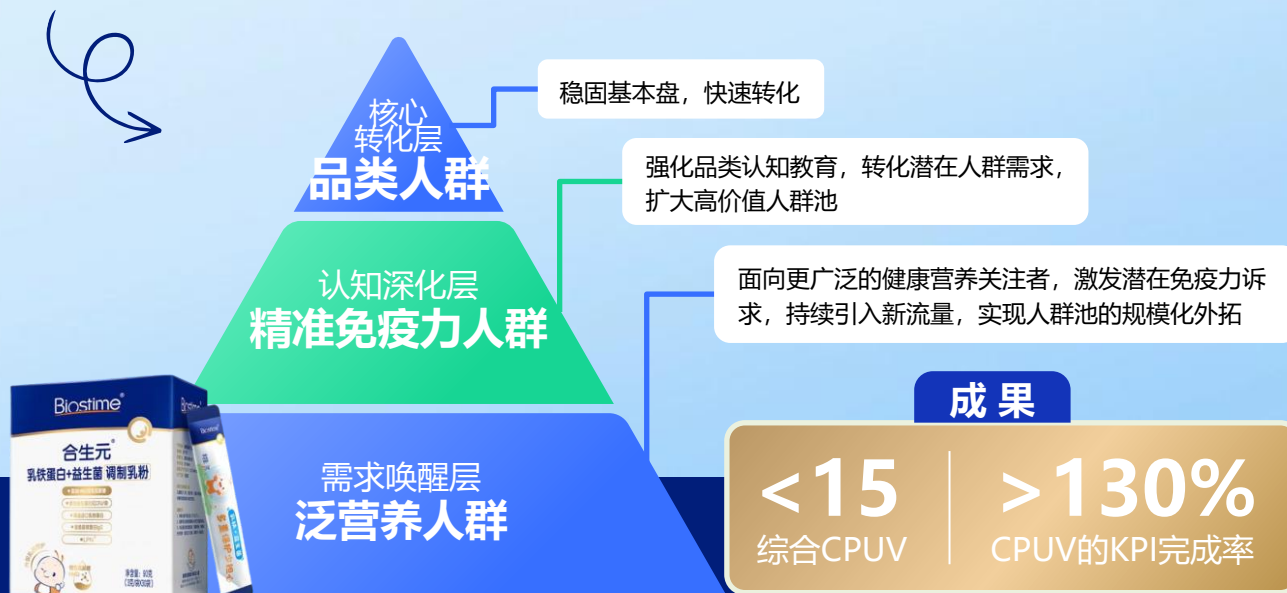 核心
转化层
品类人群
稳固基本盘，快速转化
强化品类认知教育，转化潜在人群需求，
扩大高价值人群池
认知深化层
精准免疫力人群
面向更广泛的健康营养关注者，激发潜在免疫力诉
求，持续引入新流量，实现人群池的规模化外拓
需求唤醒层
泛营养人群
成果
<15
综合CPUV
>130%
CPUV的KPI完成率
Biostime
合生元
乳铁蛋白+益生菌 调制乳粉